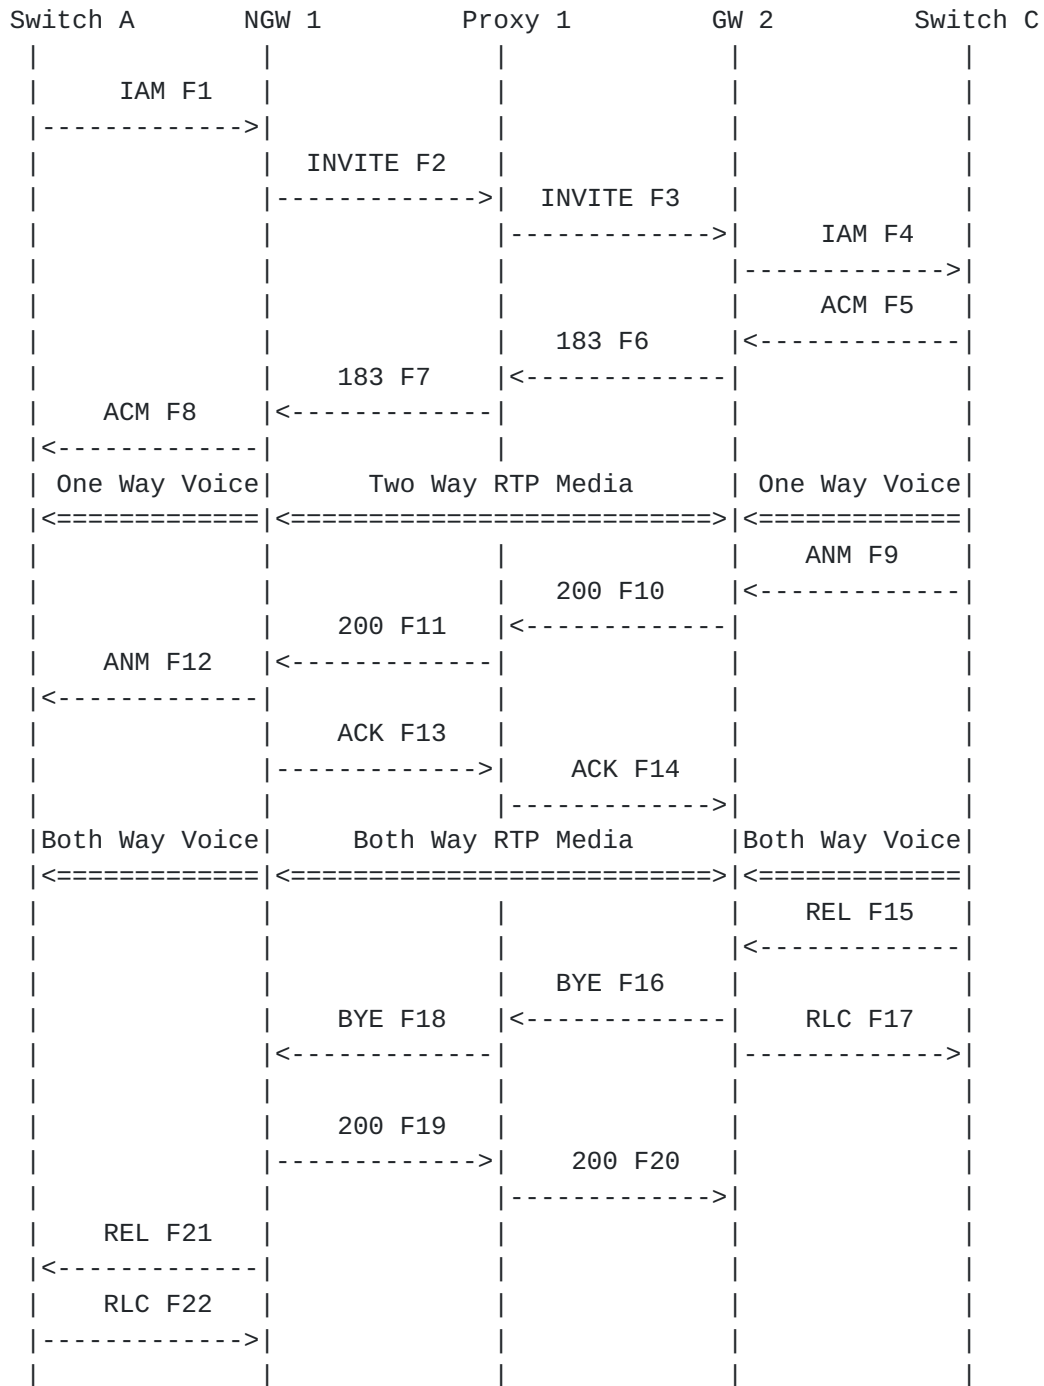 Switch A       NGW 1         Proxy 1         GW 2         Switch C
  |              |              |              |              |
  |     IAM F1   |              |              |              |
  |------------->|              |              |              |
  |              |  INVITE F2   |              |              |
  |              |------------->|  INVITE F3   |              |
  |              |              |------------->|     IAM F4   |
  |              |              |              |------------->|
  |              |              |              |     ACM F5   |
  |              |              |   183 F6     |<-------------|
  |              |    183 F7    |<-------------|              |
  |    ACM F8    |<-------------|              |              |
  |<-------------|              |              |              |
  | One Way Voice|      Two Way RTP Media      | One Way Voice|
  |<=============|<===========================>|<=============|
  |              |              |              |    ANM F9    |
  |              |              |   200 F10    |<-------------|
  |              |    200 F11   |<-------------|              |
  |    ANM F12   |<-------------|              |              |
  |<-------------|              |              |              |
  |              |    ACK F13   |              |              |
  |              |------------->|    ACK F14   |              |
  |              |              |------------->|              |
  |Both Way Voice|     Both Way RTP Media      |Both Way Voice|
  |<=============|<===========================>|<=============|
  |              |              |              |    REL F15   |
  |              |              |              |<-------------|
  |              |              |   BYE F16    |              |
  |              |    BYE F18   |<-------------|    RLC F17   |
  |              |<-------------|              |------------->|
  |              |              |              |              |
  |              |    200 F19   |              |              |
  |              |------------->|    200 F20   |              |
  |              |              |------------->|              |
  |    REL F21   |              |              |              |
  |<-------------|              |              |              |
  |    RLC F22   |              |              |              |
  |------------->|              |              |              |
  |              |              |              |              |